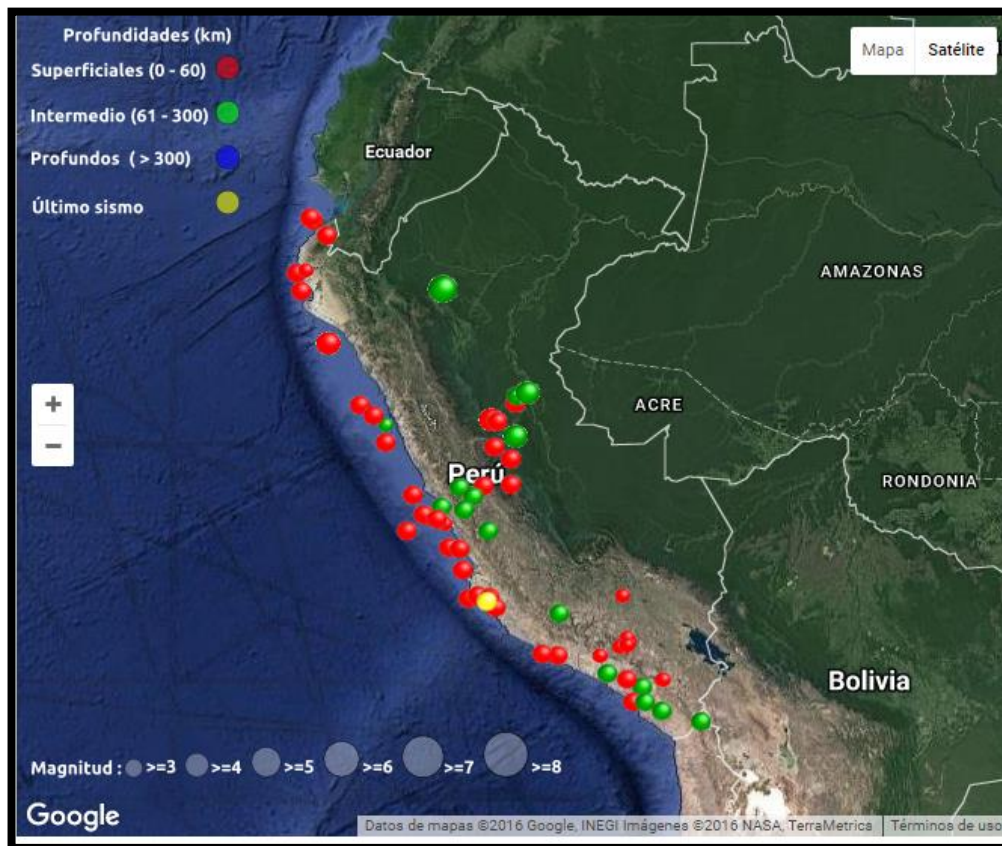 Profundidades (km)
Superficiales (0 - 60)
Intermedio (61 - 300)
Profundos ( > 300)
Último sismo
Mapa Satélite
Ecuador
AMAZONAS
ACRE
Perú
RONDONIA
Bolivia
+
−
Magnitud : >=3 >=4 >=5 >=6 >=7 >=8
Google
Datos de mapas ©2016 Google, INEGI Imágenes ©2016 NASA, TerraMetrics Términos de uso